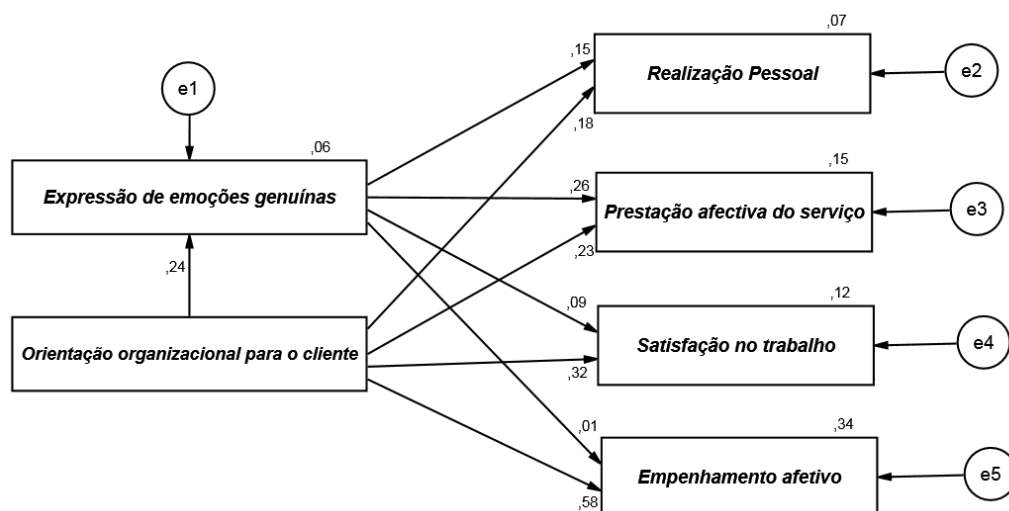 ,07
,15
Realização Pessoal
e2
e1
,18
,06
,15
Expressão de emoções genuínas
,26
Prestação afectiva do serviço
e3
,24
,23
,12
,09
Orientação organizacional para o cliente
Satisfação no trabalho
e4
,32
,01
,34
Empenhamento afetivo
e5
,58